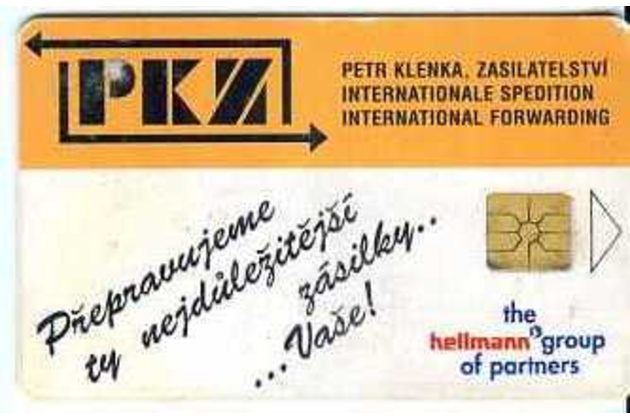 PKZ
PETR KLENKA, ZASILATELSTVÍ
INTERNATIONALE SPEDITION
INTERNATIONAL FORWARDING
Přepravujeme
ty nejdůležitější
zásilky..
...Vaše!
the
hellmann group
of partners